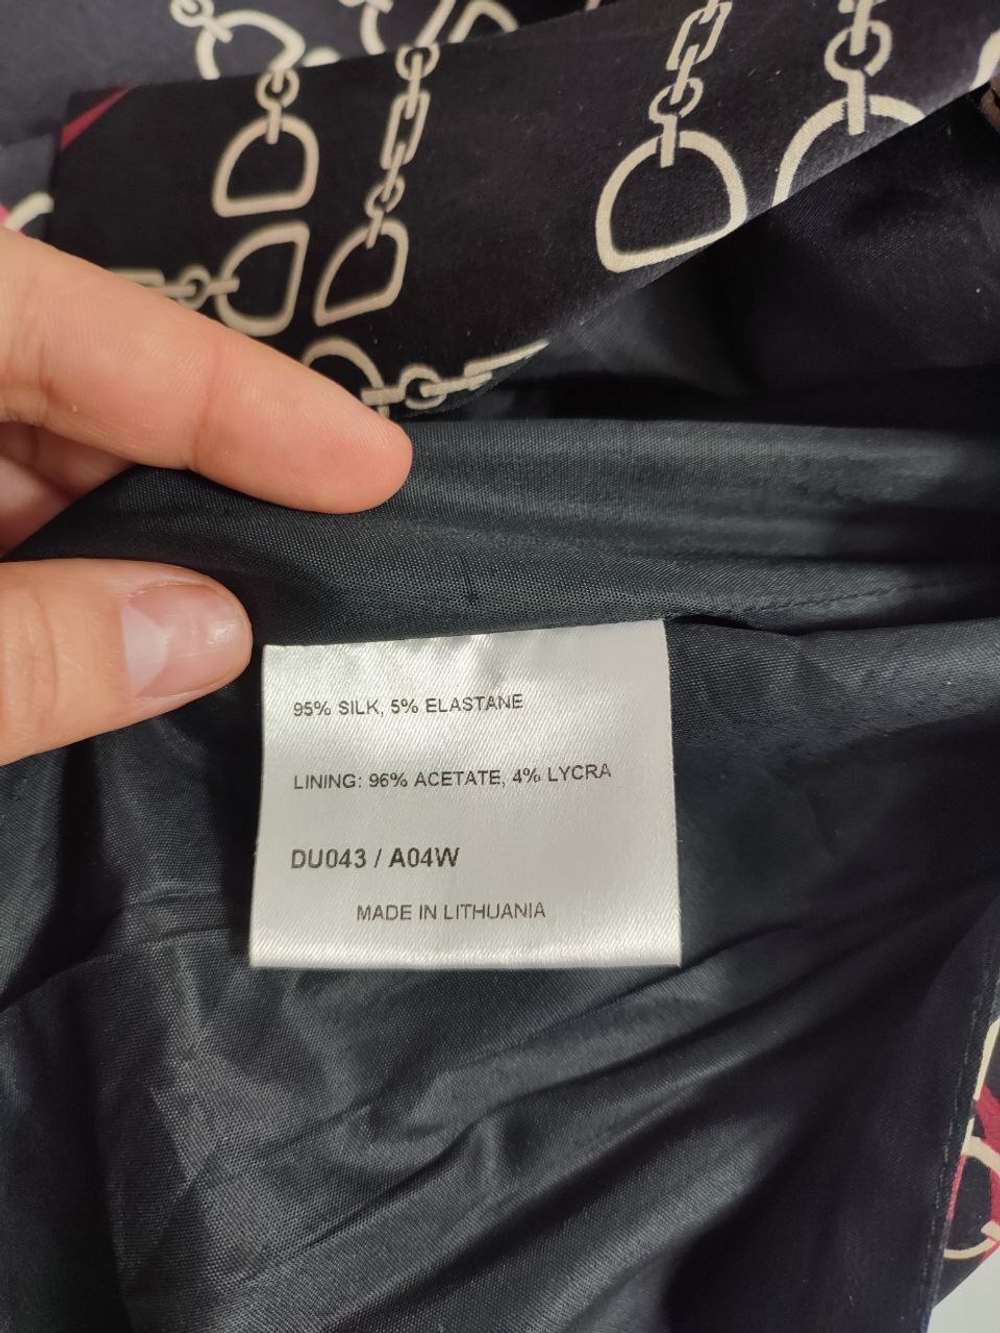 95% SILK, 5% ELASTANE
LINING: 96% ACETATE, 4% LYCRA
DU043 / A04W
MADE IN LITHUANIA